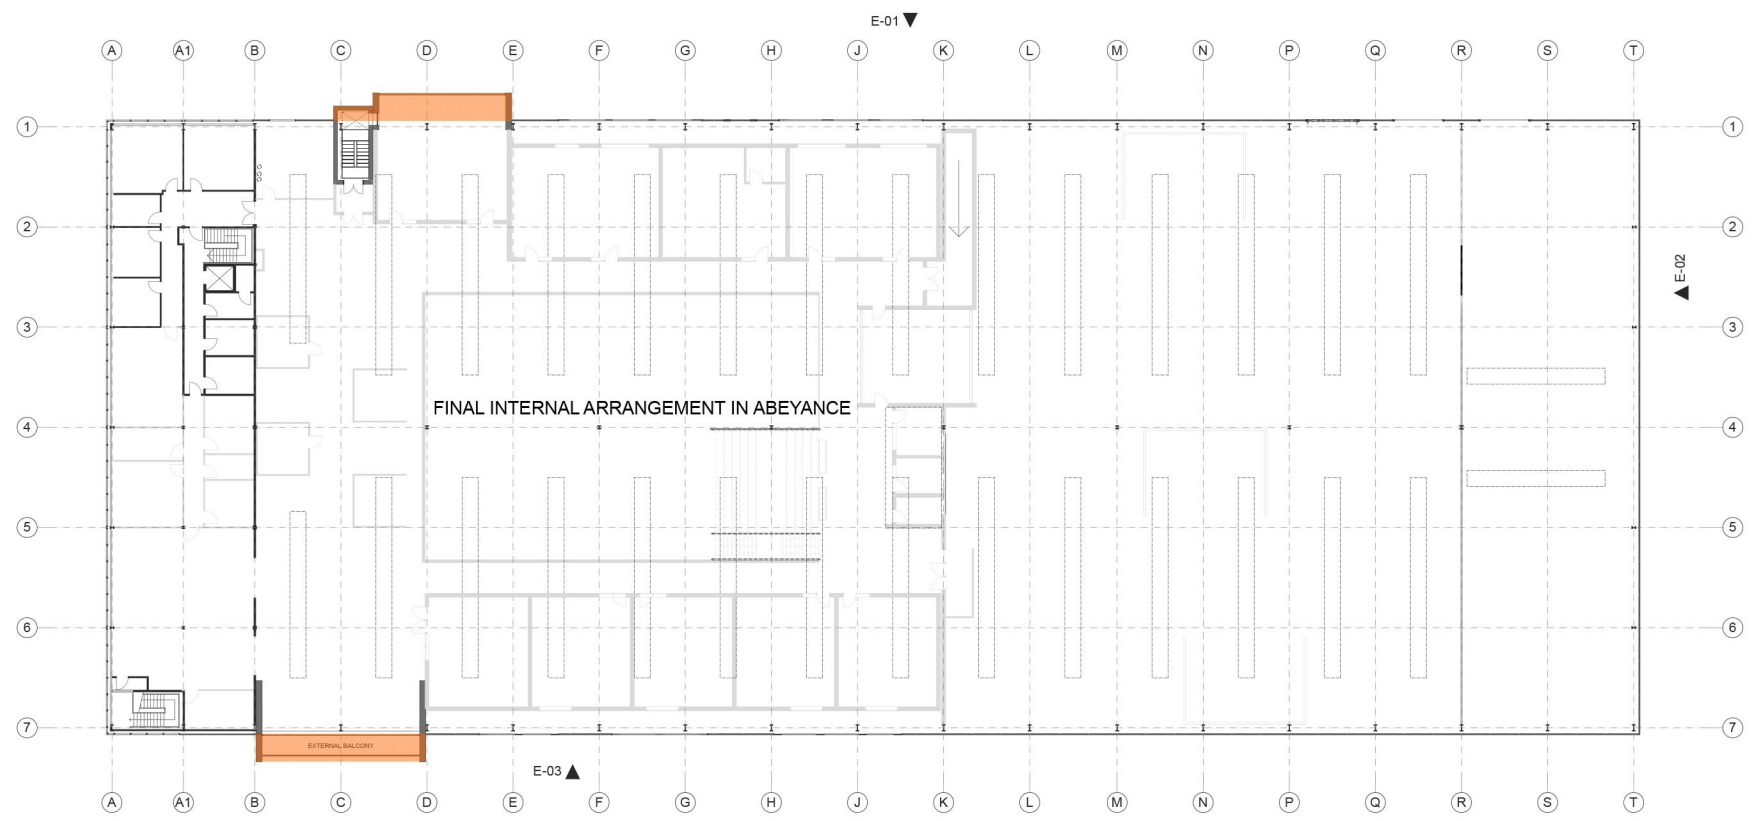 E-01
A A1 B C D E F G H J K L M N P Q R S T
1 1
2 2
E-02
3 3
FINAL INTERNAL ARRANGEMENT IN ABEYANCE
4 4
5 5
6 6
7 7
EXTERNAL BALCONY
E-03
A A1 B C D E F G H J K L M N P Q R S T